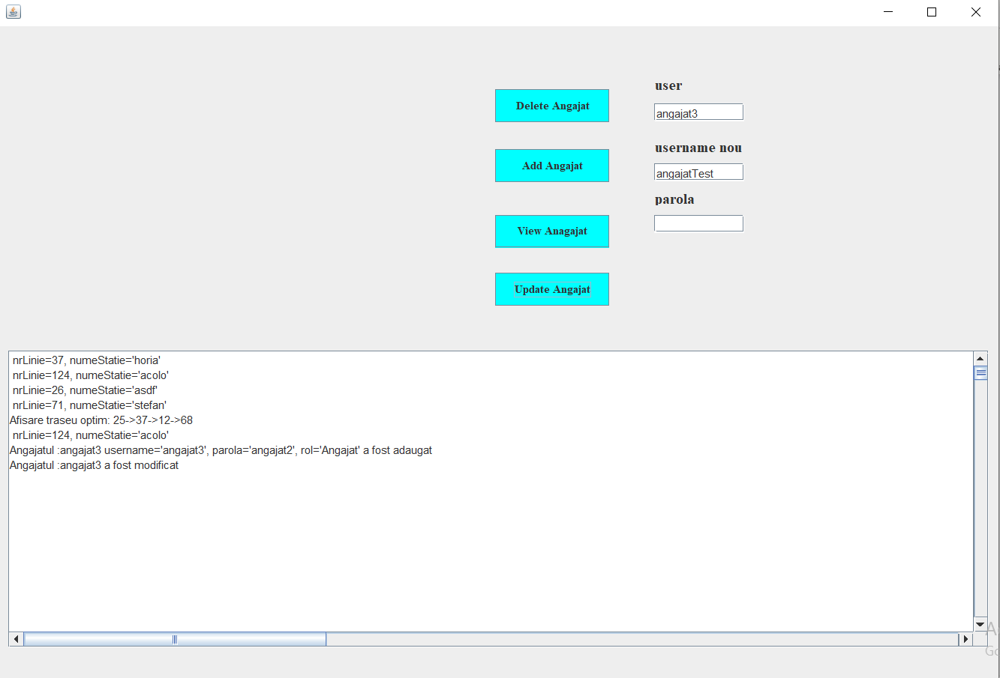 Delete Angajat
user
angajat3
Add Angajat
username nou
angajatTest
parola
View Anagajat
Update Angajat
nrLinie=37, numeStatie='horia'
nrLinie=124, numeStatie='acolo'
nrLinie=26, numeStatie='asdf'
nrLinie=71, numeStatie='stefan'
Afisare traseu optim: 25->37->12->68
nrLinie=124, numeStatie='acolo'
Angajatul :angajat3 username='angajat3', parola='angajat2', rol='Angajat' a fost adaugat
Angajatul :angajat3 a fost modificat